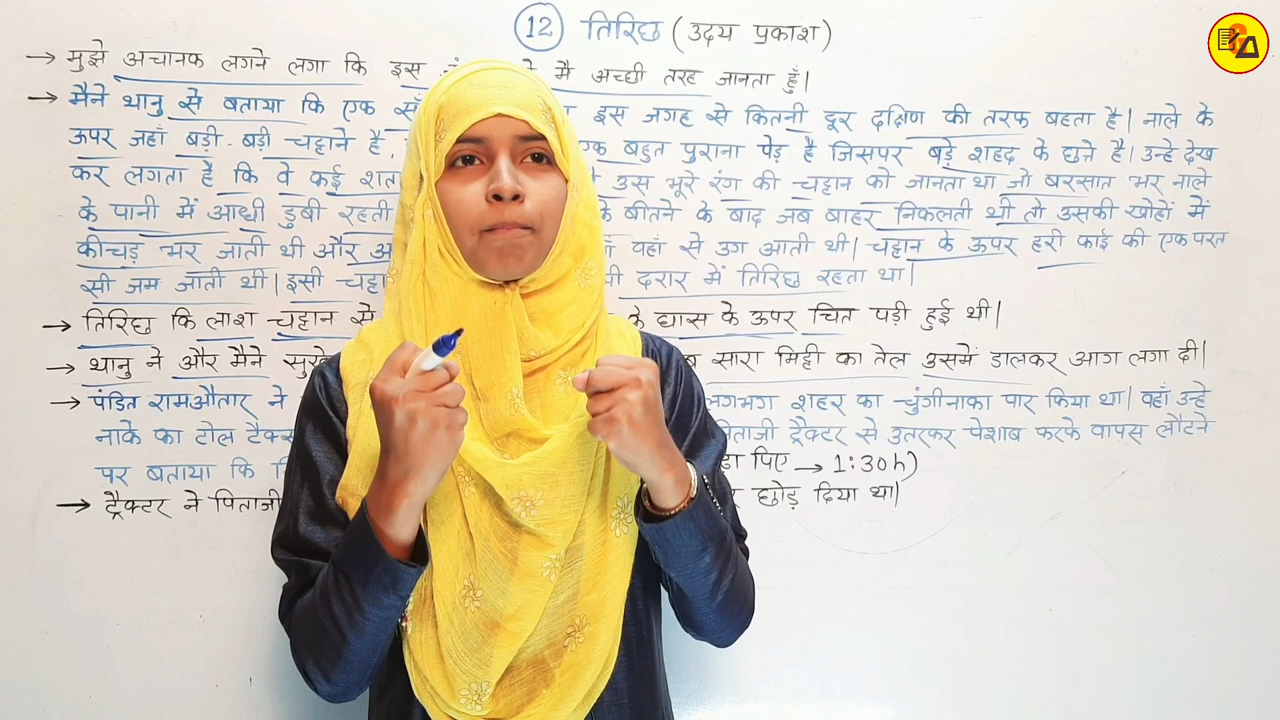 12 तिरिछ (उदय प्रकाश)
→ मुझे अचानक लगने लगा कि इस मै अच्छी तरह जानता हूँ।
→ मैने थानु से बताया कि एक इस जगह से कितनी दूर दक्षिण की तरफ बहता है। नाले के
ऊपर जहाँ बड़ी-बड़ी चट्टाने है, एक बहुत पुराना पेड़ है जिसपर बड़े शहद के छत्ते है। उन्हे देख
कर लगता है कि वे कई उस भूरे रंग की चट्टान को जानता था जो बरसात भर नाले
के पानी में आधी डुबी रहती के बीतने के बाद जब बाहर निकलती थी तो उसकी खोहों में
कीचड़ भर जाती थी और वहाँ से उग आती थी। चट्टान के ऊपर हरी काई की एक परत
सी जम जाती थी। इसी दरार में तिरिछ रहता था।
→ तिरिछ कि लाश चट्टान से के घास के ऊपर चित पड़ी हुई थी।
→ थानु ने और मैने सारा मिट्टी का तेल उसमें डालकर आग लगा दी।
→ पंडित रामऔतार ने लगभग शहर का चुंगीनाका पार किया था। वहाँ उन्हे
नाके का टोल टैक्स पिताजी ट्रैक्टर से उतरकर पेशाब करके वापस लौटने
पर बताया कि पिए → 1:30h)
→ ट्रैक्टर ने पिताजी छोड़ दिया था।